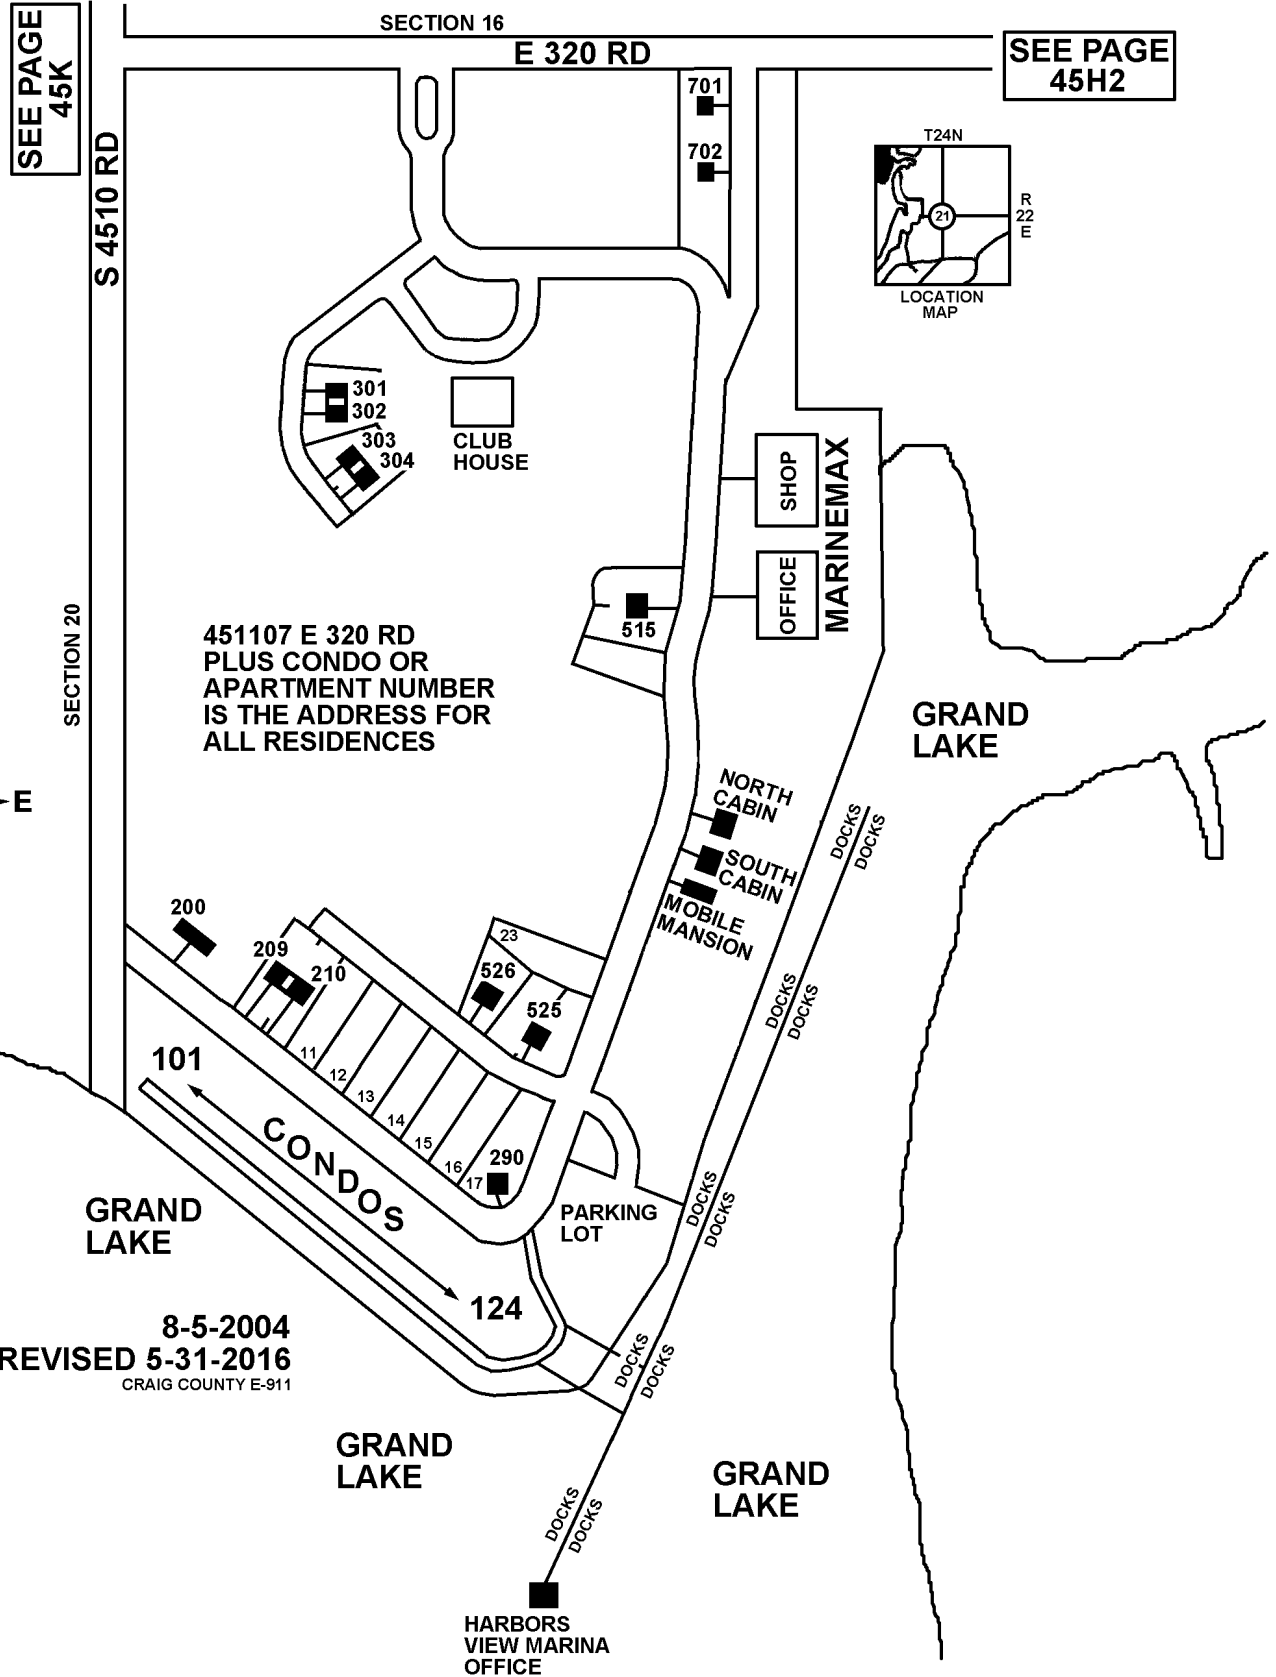 SECTION 16
E 320 RD
SEE PAGE
45K
SEE PAGE
45H2
S 4510 RD
701
702
T24N
R
22
E
21
LOCATION
MAP
301
302
303
304
CLUB
HOUSE
SHOP
OFFICE
MARINEMAX
515
SECTION 20
451107 E 320 RD
PLUS CONDO OR
APARTMENT NUMBER
IS THE ADDRESS FOR
ALL RESIDENCES
GRAND
LAKE
E
NORTH
CABIN
SOUTH
CABIN
MOBILE
MANSION
DOCKS
DOCKS
200
209
210
23
526
525
DOCKS
DOCKS
11
12
13
14
15
16
17
290
101
CONDOS
124
PARKING
LOT
DOCKS
DOCKS
GRAND
LAKE
8-5-2004
REVISED 5-31-2016
CRAIG COUNTY E-911
DOCKS
DOCKS
GRAND
LAKE
GRAND
LAKE
DOCKS
DOCKS
HARBORS
VIEW MARINA
OFFICE